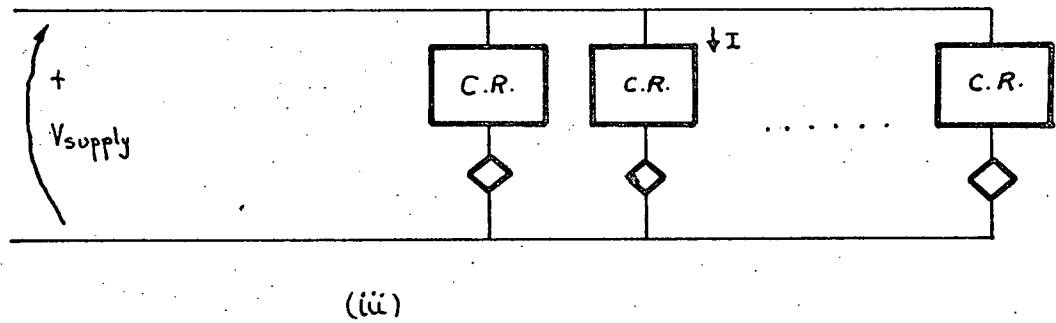 ↓ I
C.R.
C.R.
C.R.
+
Vsupply
. . . . . .
(iii)